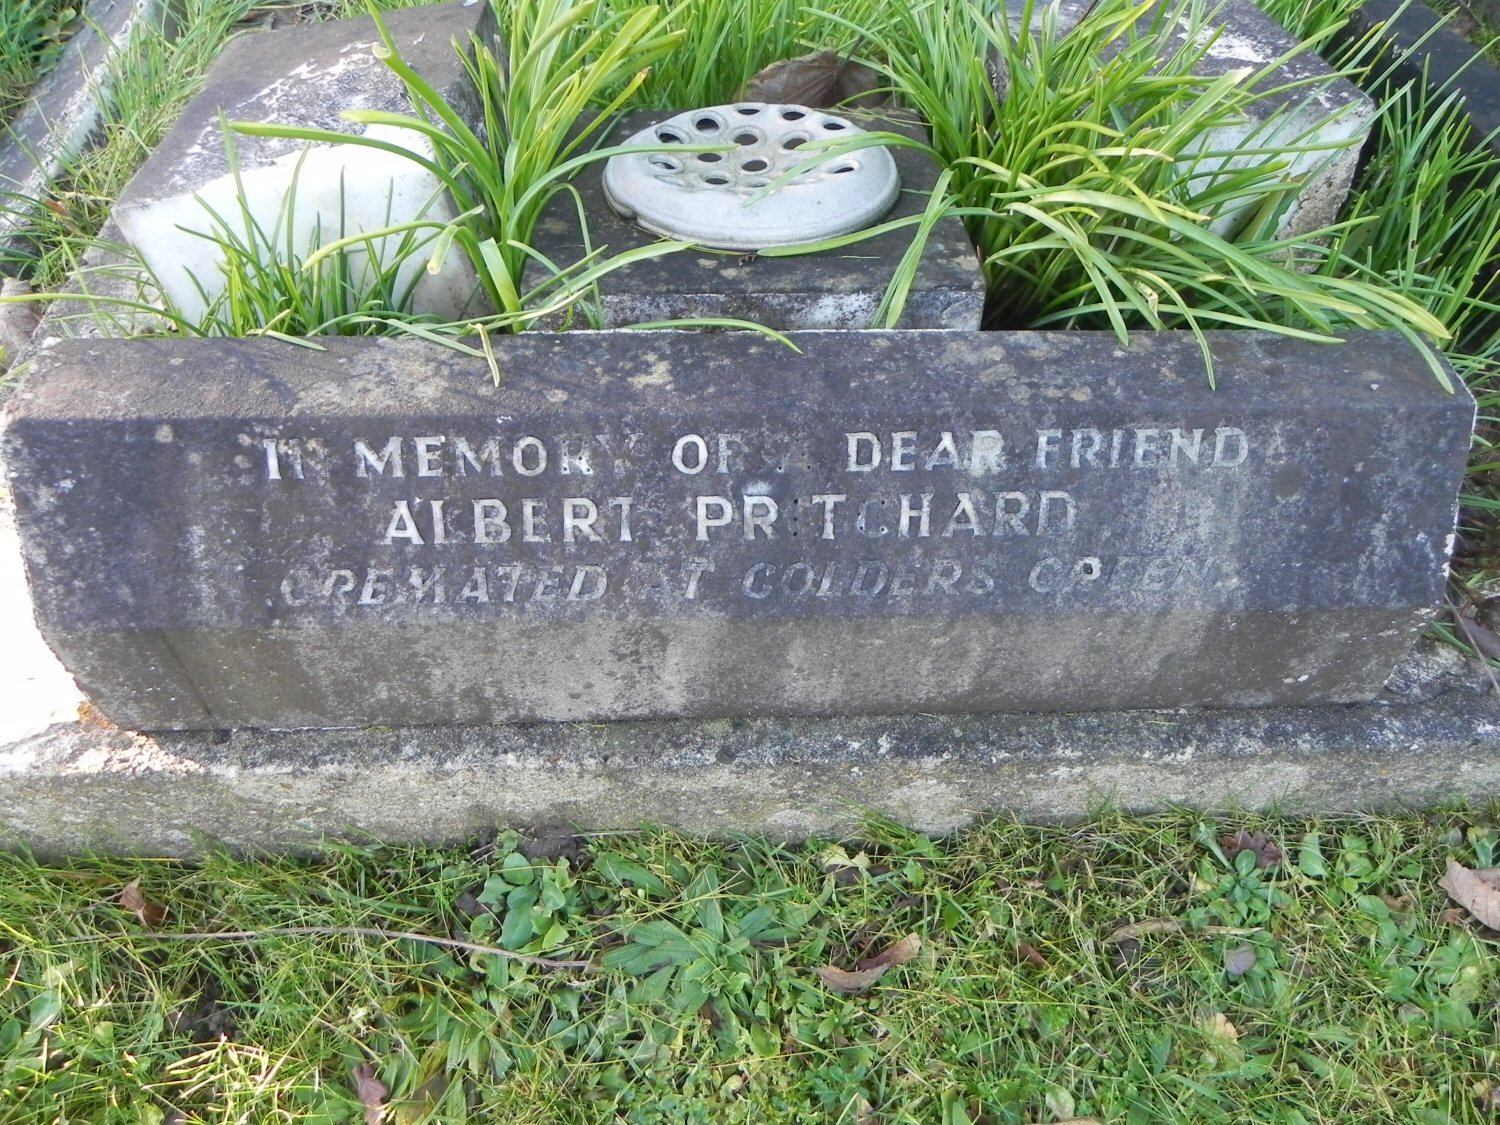 IN MEMORY OF A DEAR FRIEND
ALBERT PRITCHARD
CREMATED AT GOLDERS GREEN.